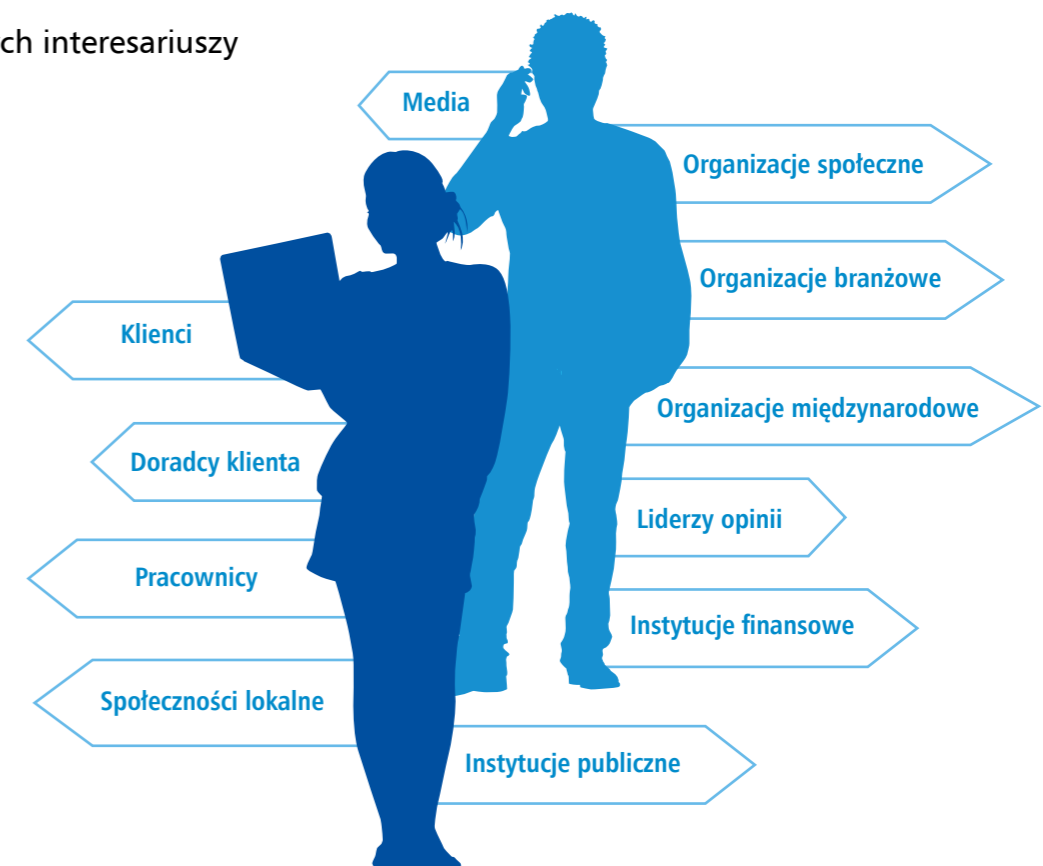 ch interesariuszy
Media
Organizacje społeczne
Organizacje branżowe
Klienci
Organizacje międzynarodowe
Doradcy klienta
Liderzy opinii
Pracownicy
Instytucje finansowe
Społeczności lokalne
Instytucje publiczne